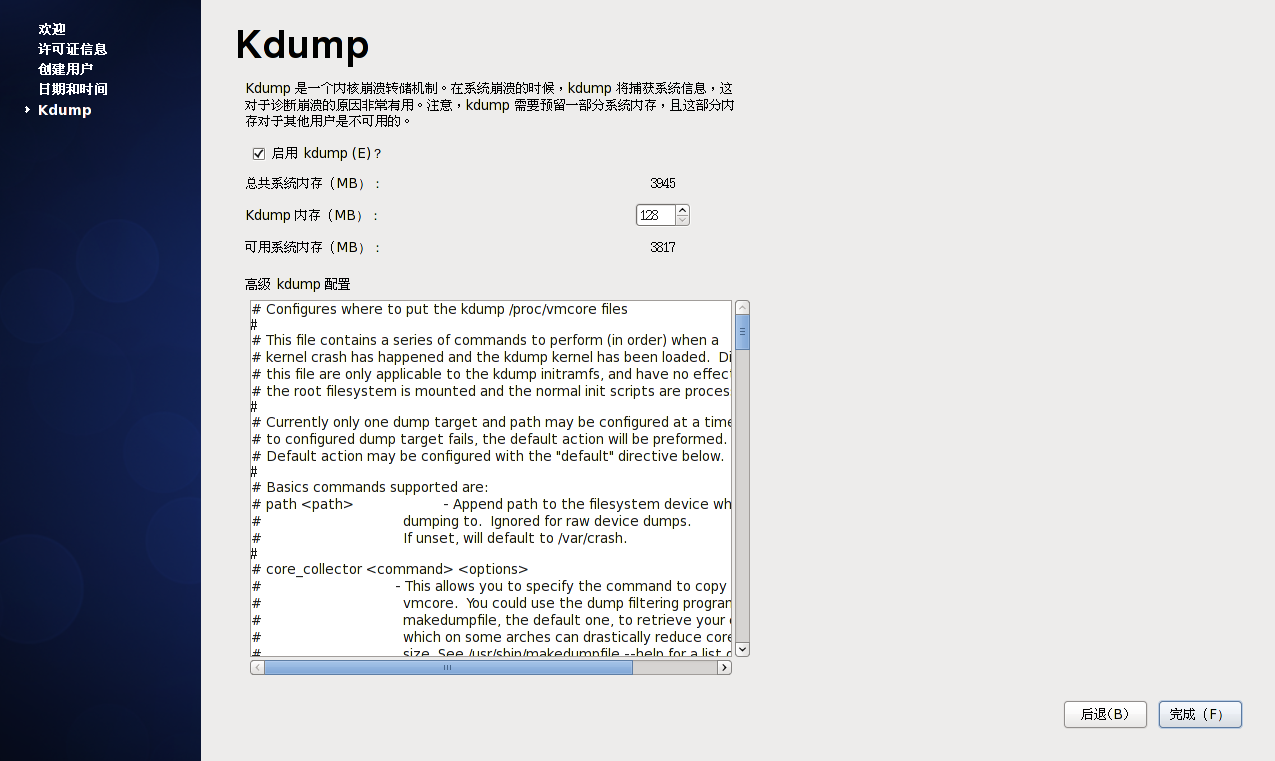 欢迎
许可证信息
创建用户
日期和时间
Kdump
Kdump
Kdump 是一个内核崩溃转储机制。在系统崩溃的时候，kdump 将捕获系统信息，这
对于诊断崩溃的原因非常有用。注意，kdump 需要预留一部分系统内存，且这部分内
存对于其他用户是不可用的。
启用 kdump (E)？
总共系统内存（MB）： 3945
Kdump 内存（MB）： 128
可用系统内存（MB）： 3817
高级 kdump 配置
# Configures where to put the kdump /proc/vmcore files
#
# This file contains a series of commands to perform (in order) when a
# kernel crash has happened and the kdump kernel has been loaded.  Di
# this file are only applicable to the kdump initramfs, and have no effect
# the root filesystem is mounted and the normal init scripts are proces
#
# Currently only one dump target and path may be configured at a time
# to configured dump target fails, the default action will be preformed.
# Default action may be configured with the "default" directive below.
#
# Basics commands supported are:
# path <path> - Append path to the filesystem device wh
# dumping to.  Ignored for raw device dumps.
# If unset, will default to /var/crash.
#
# core_collector <command> <options>
# - This allows you to specify the command to copy
# vmcore.  You could use the dump filtering program
# makedumpfile, the default one, to retrieve your
# which on some arches can drastically reduce core
# size. See /usr/sbin/makedumpfile --help for a list
后退(B)
完成（F）